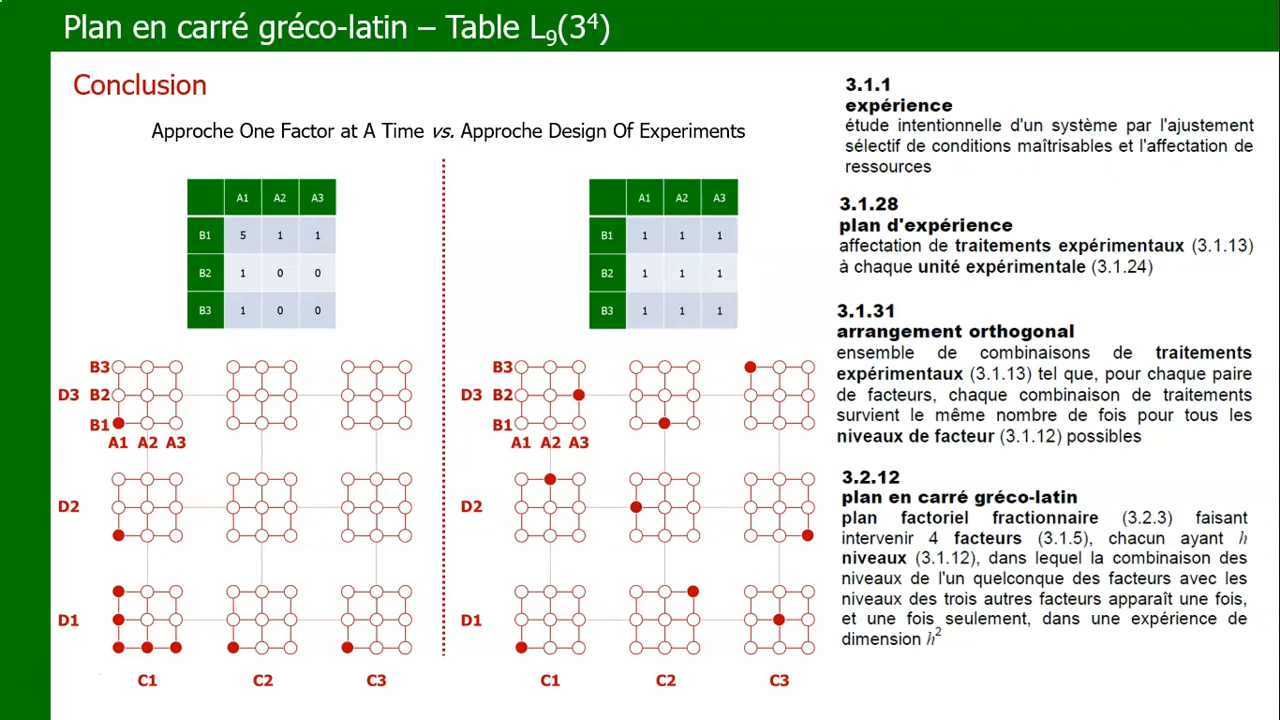 Plan en carré gréco-latin – Table L₉(3⁴)
Conclusion
Approche One Factor at A Time vs. Approche Design Of Experiments
A1 A2 A3
B1 5 1 1
B2 1 0 0
B3 1 0 0
A1 A2 A3
B1 1 1 1
B2 1 1 1
B3 1 1 1
B3
D3 B2
B1
A1 A2 A3
D2
D1
C1 C2 C3
B3
D3 B2
B1
A1 A2 A3
D2
D1
C1 C2 C3
3.1.1
expérience
étude intentionnelle d'un système par l'ajustement
sélectif de conditions maîtrisables et l'affectation de
ressources
3.1.28
plan d'expérience
affectation de traitements expérimentaux (3.1.13)
à chaque unité expérimentale (3.1.24)
3.1.31
arrangement orthogonal
ensemble de combinaisons de traitements
expérimentaux (3.1.13) tel que, pour chaque paire
de facteurs, chaque combinaison de traitements
survient le même nombre de fois pour tous les
niveaux de facteur (3.1.12) possibles
3.2.12
plan en carré gréco-latin
plan factoriel fractionnaire (3.2.3) faisant
intervenir 4 facteurs (3.1.5), chacun ayant h
niveaux (3.1.12), dans lequel la combinaison des
niveaux de l'un quelconque des facteurs avec les
niveaux des trois autres facteurs apparaît une fois,
et une fois seulement, dans une expérience de
dimension h²